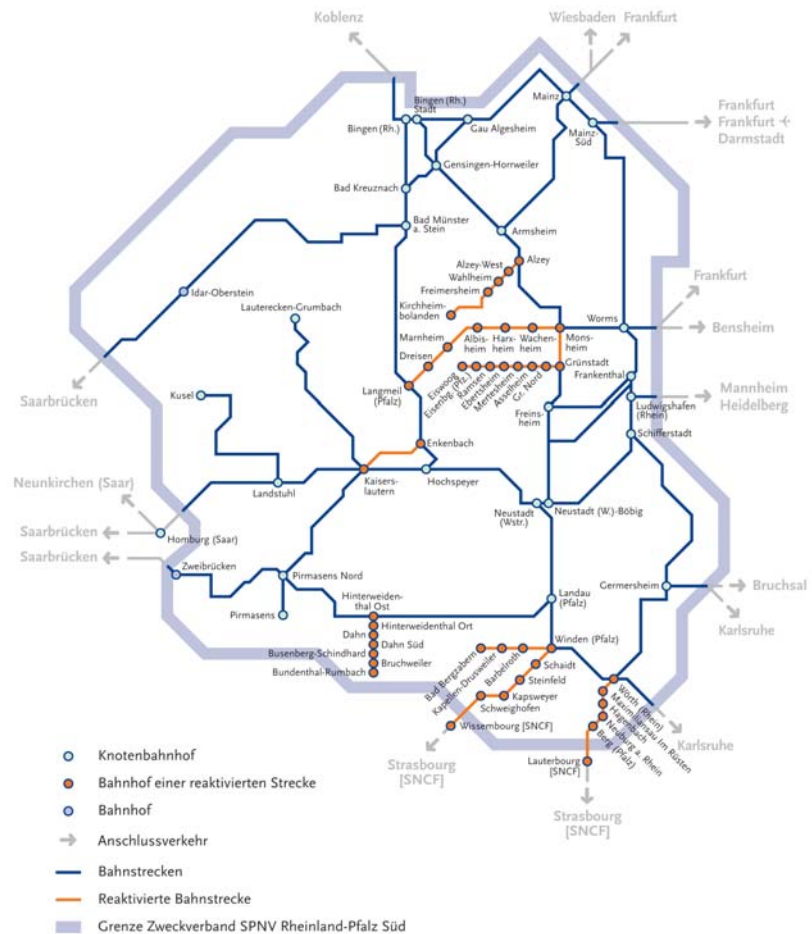 Koblenz
Wiesbaden
Frankfurt
Bingen (Rh.)
Stadt
Bingen (Rh.)
Gau Algesheim
Mainz
Mainz-
Süd
Frankfurt
Frankfurt
Darmstadt
Gensingen-Horrweiler
Bad Kreuznach
Bad Münster
a. Stein
Armsheim
Alzey
Alzey-West
Wahlheim
Freimersheim
Kirchheim-
bolanden
Idar-Oberstein
Lauterecken-Grumbach
Frankfurt
Worms
Bensheim
Marnheim
Dreisen
Langmeil
(Pfalz)
Albis-
heim
Harx-
heim
Wachen-
heim
Mons-
heim
Grünstadt
Eiswoog
Eisenbg. (Pfz.)
Ramsen
Ebertsheim
Mertesheim
Asselheim
Gr. Nord
Frankenthal
Freins-
heim
Ludwigshafen
(Rhein)
Mannheim
Heidelberg
Schifferstadt
Saarbrücken
Kusel
Enkenbach
Neunkirchen (Saar)
Landstuhl
Kaisers-
lautern
Hochspeyer
Neustadt
(Wstr.)
Neustadt (W.)-Böbig
Saarbrücken
Homburg (Saar)
Saarbrücken
Zweibrücken
Pirmasens Nord
Pirmasens
Hinterweiden-
thal Ost
Hinterweidenthal Ort
Dahn
Dahn Süd
Busenberg-Schindhard
Bruchweiler
Bundenthal-Rumbach
Landau
(Pfalz)
Germersheim
Bruchsal
Karlsruhe
Winden (Pfalz)
Bad Bergzabern
Kapellen-Drusweiler
Barbelroth
Schaidt
Steinfeld
Kapsweyer
Schweighofen
Wissembourg [SNCF]
Strasbourg
[SNCF]
Wörth (Rhein)
Maximiliansau Im Rüsten
Hagenbach
Neuburg a. Rhein
Berg (Pfalz)
Lauterbourg
[SNCF]
Karlsruhe
Strasbourg
[SNCF]
Knotenbahnhof
Bahnhof einer reaktivierten Strecke
Bahnhof
Anschlussverkehr
Bahnstrecken
Reaktivierte Bahnstrecke
Grenze Zweckverband SPNV Rheinland-Pfalz Süd